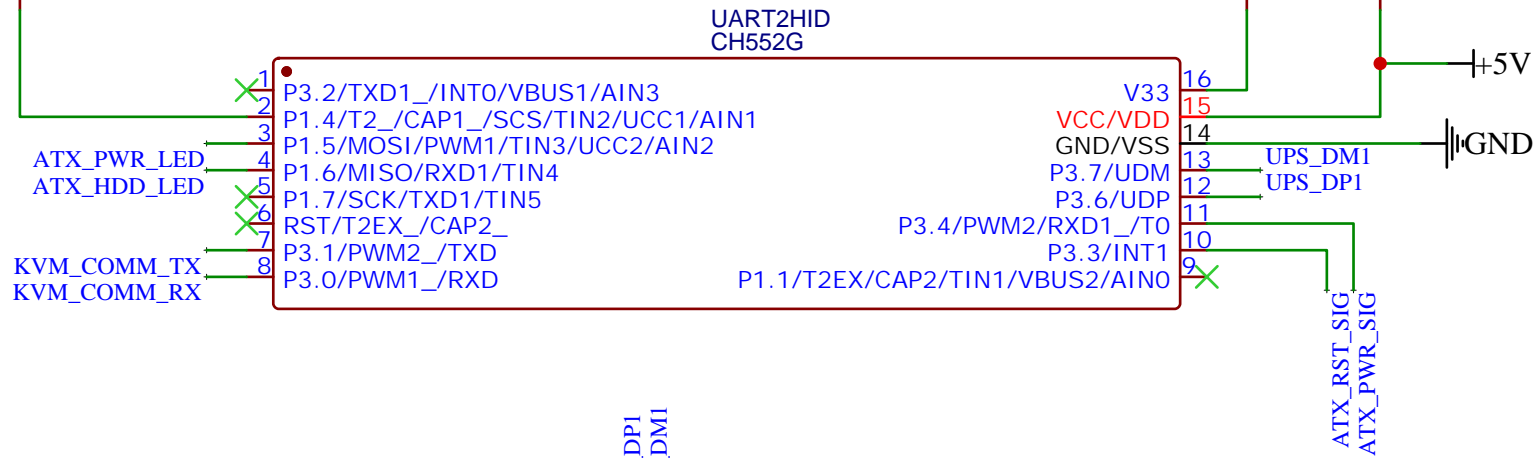 UART2HID
CH552G
1
P3.2/TXD1_/INT0/VBUS1/AIN3
2
P1.4/T2_/CAP1_/SCS/TIN2/UCC1/AIN1
3
P1.5/MOSI/PWM1/TIN3/UCC2/AIN2
ATX_PWR_LED
4
P1.6/MISO/RXD1/TIN4
ATX_HDD_LED
5
P1.7/SCK/TXD1/TIN5
6
RST/T2EX_/CAP2_
7
P3.1/PWM2_/TXD
KVM_COMM_TX
8
P3.0/PWM1_/RXD
KVM_COMM_RX
16
V33
15
VCC/VDD
+5V
14
GND/VSS
GND
13
P3.7/UDM
UPS_DM1
12
P3.6/UDP
UPS_DP1
11
P3.4/PWM2/RXD1_/T0
10
P3.3/INT1
9
P1.1/T2EX/CAP2/TIN1/VBUS2/AIN0
ATX_RST_SIG
ATX_PWR_SIG
_DP1
_DM1